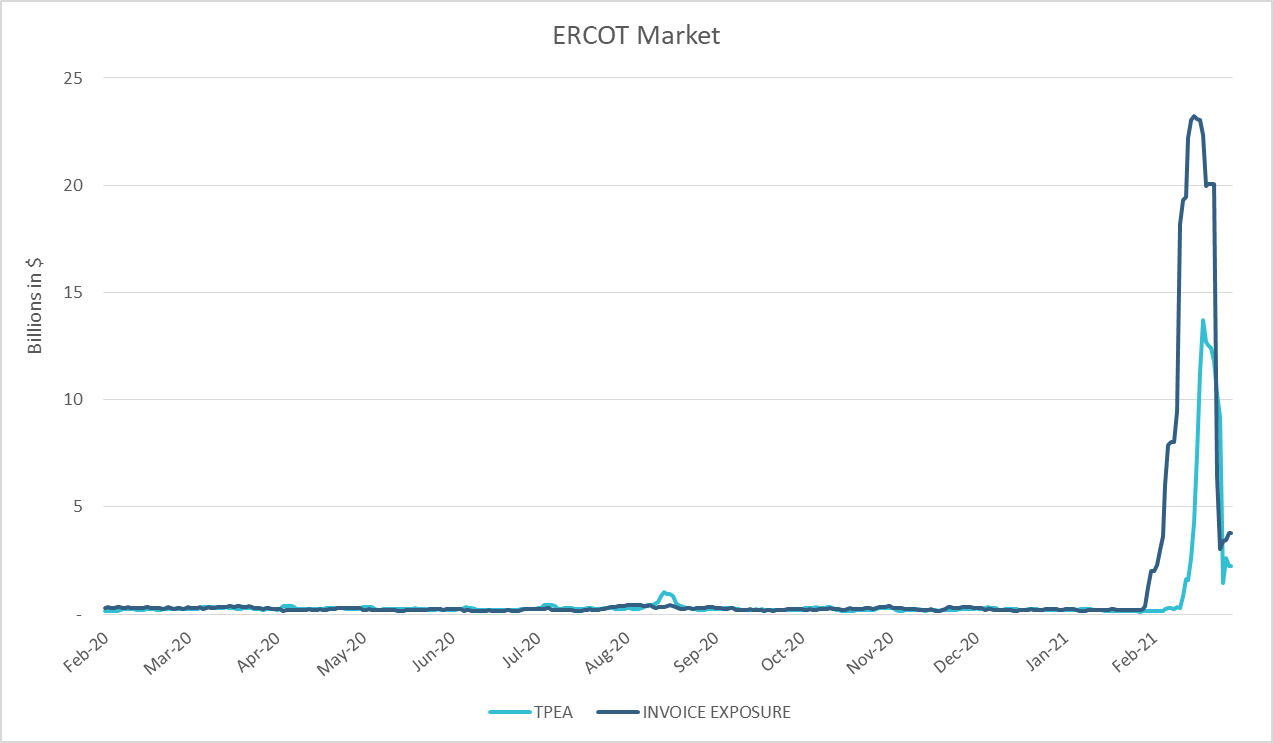 ERCOT Market
Billions in $
25
20
15
10
5
-
Feb-20
Mar-20
Apr-20
May-20
Jun-20
Jul-20
Aug-20
Sep-20
Oct-20
Nov-20
Dec-20
Jan-21
Feb-21
TPEA
INVOICE EXPOSURE